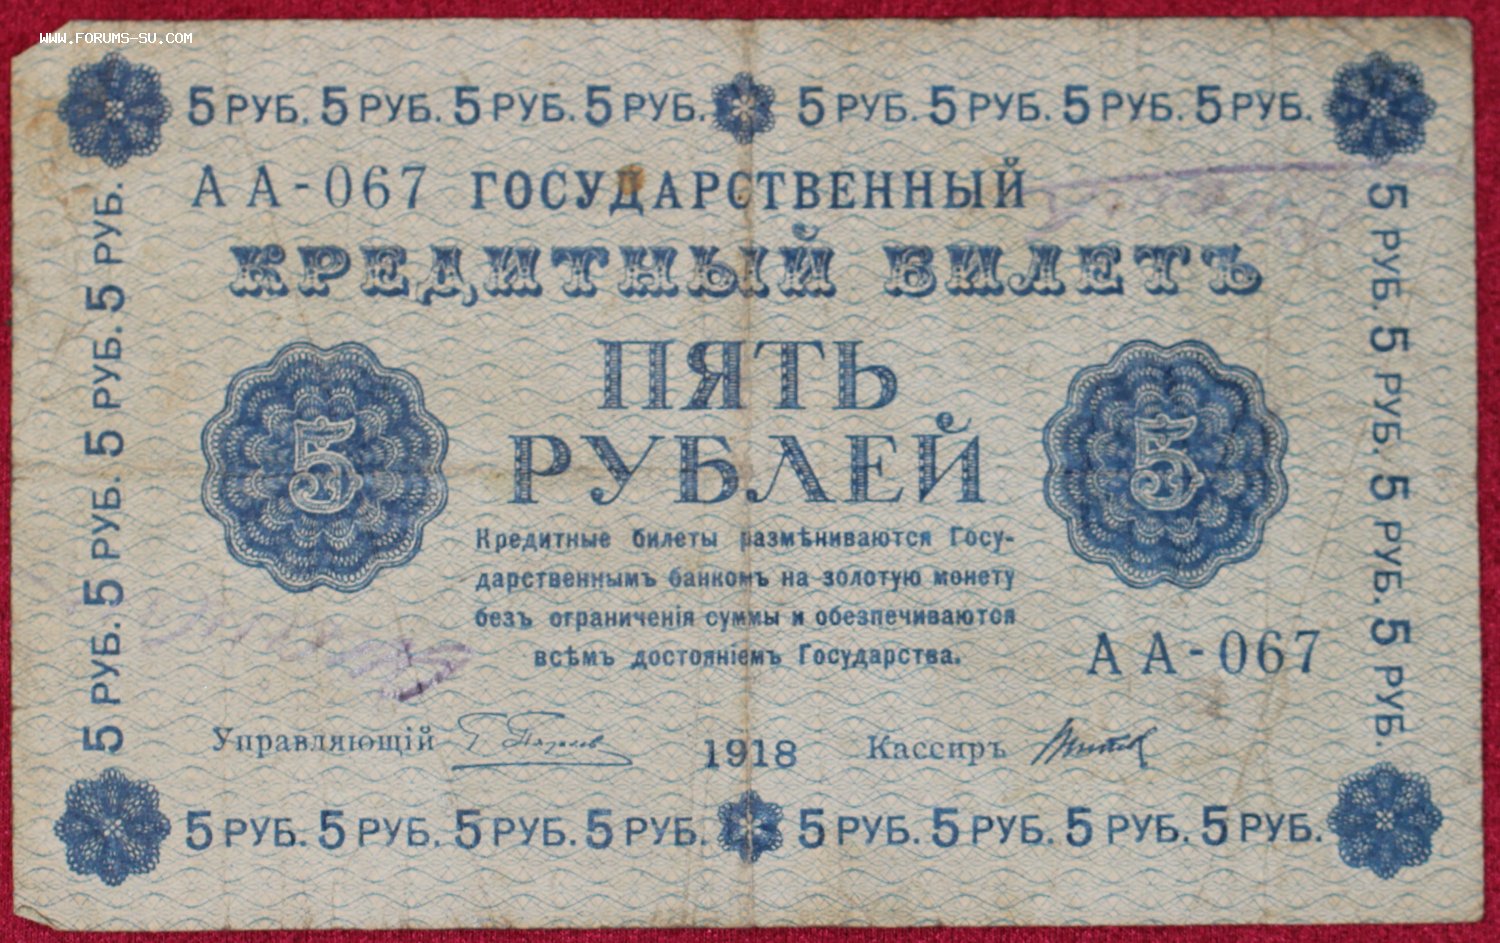 WWW.FORUMS-SU.COM
5 РУБ. 5 РУБ. 5 РУБ. 5 РУБ. 5 РУБ. 5 РУБ. 5 РУБ. 5 РУБ.
АА-067 ГОСУДАРСТВЕННЫЙ
КРЕДИТНЫЙ БИЛЕТЪ
ПЯТЬ
РУБЛЕЙ
5 5
Кредитные билеты размѣниваются Госу-
дарственнымъ банкомъ на золотую монету
безъ ограниченія суммы и обезпечиваются
всѣмъ достояніемъ Государства.
АА-067
Управляющій 1918 Кассиръ
5 РУБ. 5 РУБ. 5 РУБ. 5 РУБ.
5 РУБ. 5 РУБ. 5 РУБ. 5 РУБ.
5 РУБ. 5 РУБ. 5 РУБ. 5 РУБ. 5 РУБ. 5 РУБ. 5 РУБ. 5 РУБ.